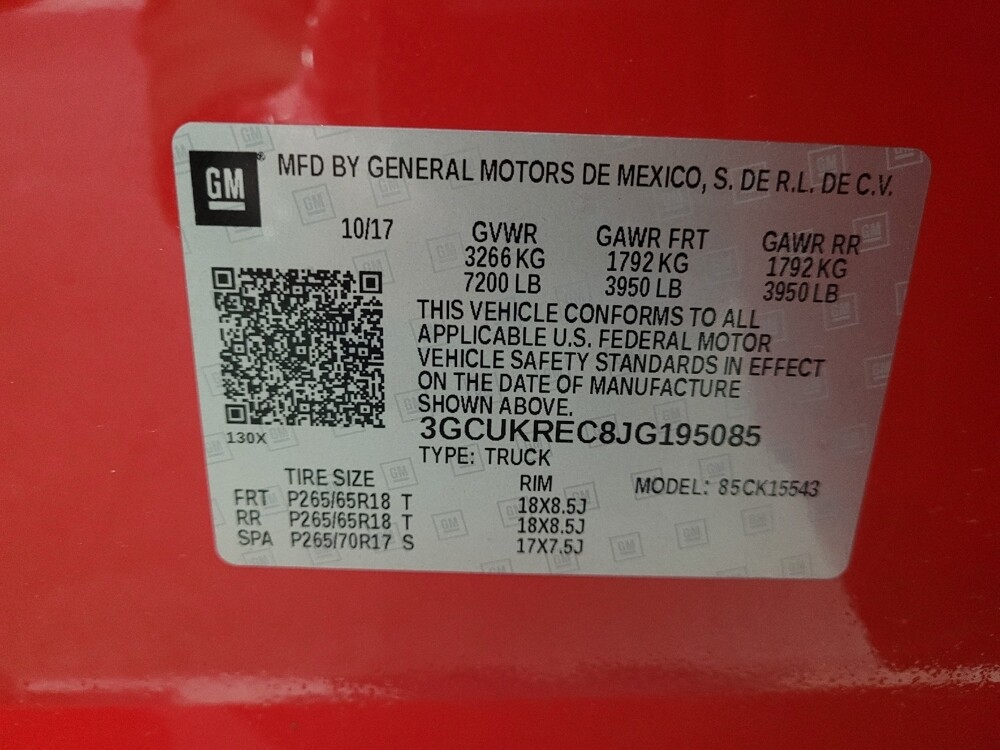 GM® MFD BY GENERAL MOTORS DE MEXICO, S. DE R.L. DE C.V.
10/17 GVWR GAWR FRT GAWR RR
3266 KG 1792 KG 1792 KG
7200 LB 3950 LB 3950 LB
THIS VEHICLE CONFORMS TO ALL
APPLICABLE U.S. FEDERAL MOTOR
VEHICLE SAFETY STANDARDS IN EFFECT
ON THE DATE OF MANUFACTURE
SHOWN ABOVE.
130X
3GCUKREC8JG195085
TYPE: TRUCK
TIRE SIZE RIM MODEL: 85CK15543
FRT P265/65R18 T 18X8.5J
RR P265/65R18 T 18X8.5J
SPA P265/70R17 S 17X7.5J